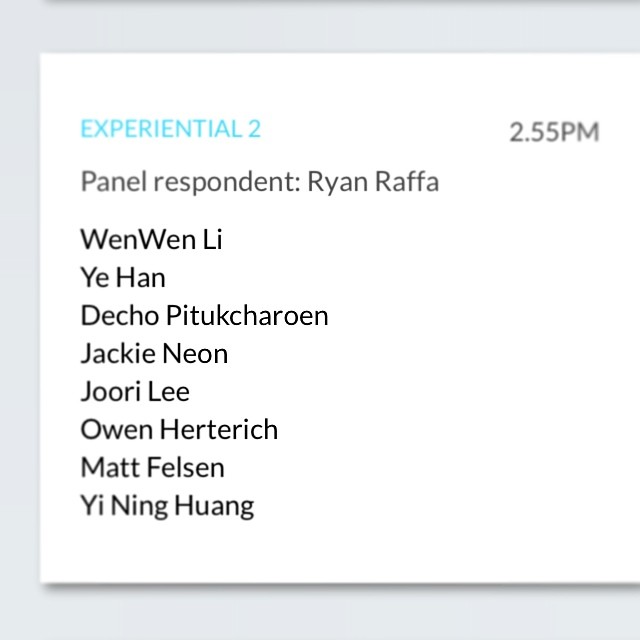 EXPERIENTIAL 2 2.55PM
Panel respondent: Ryan Raffa
WenWen Li
Ye Han
Decho Pitukcharoen
Jackie Neon
Joori Lee
Owen Herterich
Matt Felsen
Yi Ning Huang